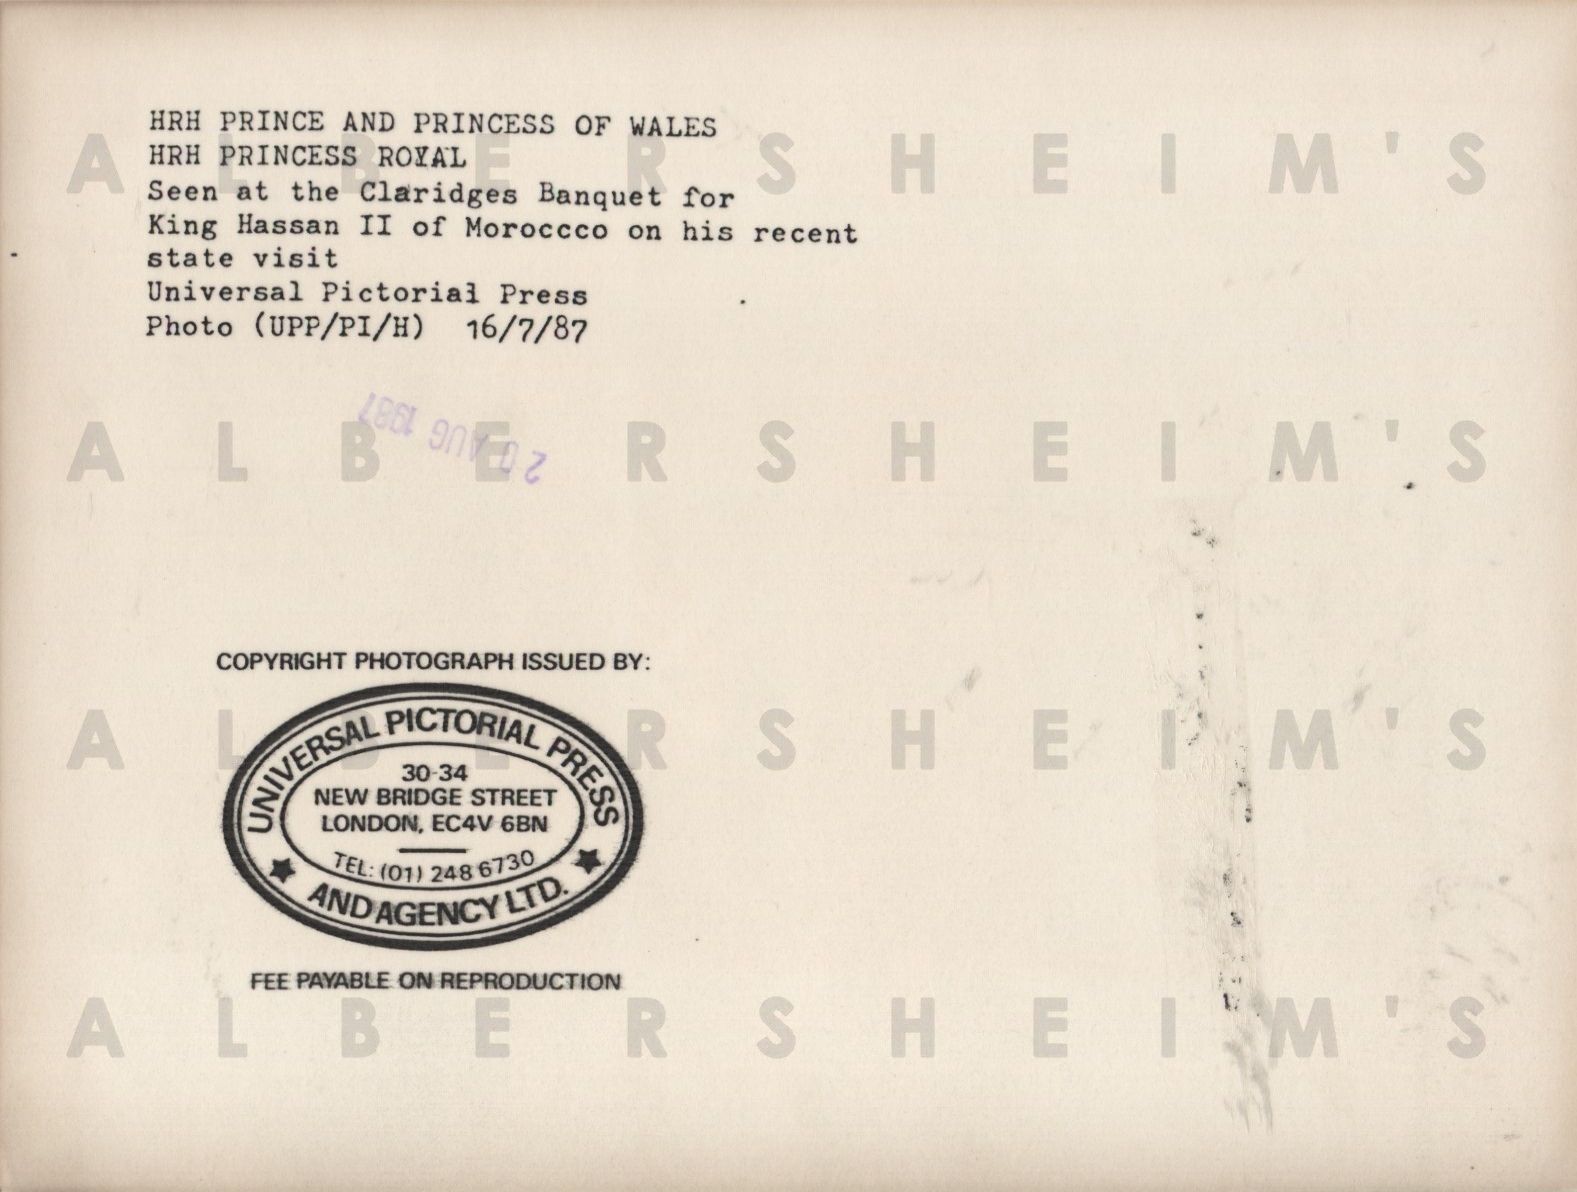 HRH PRINCE AND PRINCESS OF WALES
HRH PRINCESS ROYAL
Seen at the Claridges Banquet for
King Hassan II of Moroccco on his recent
state visit
Universal Pictorial Press
Photo (UPP/PI/H) 16/7/87
20 AUG 1987
COPYRIGHT PHOTOGRAPH ISSUED BY:
UNIVERSAL PICTORIAL PRESS
30-34
NEW BRIDGE STREET
LONDON, EC4V 6BN
TEL: (01) 248 6730
AND AGENCY LTD.
FEE PAYABLE ON REPRODUCTION
ALBERSHEIM'S
ALBERSHEIM'S
ALBERSHEIM'S
ALBERSHEIM'S